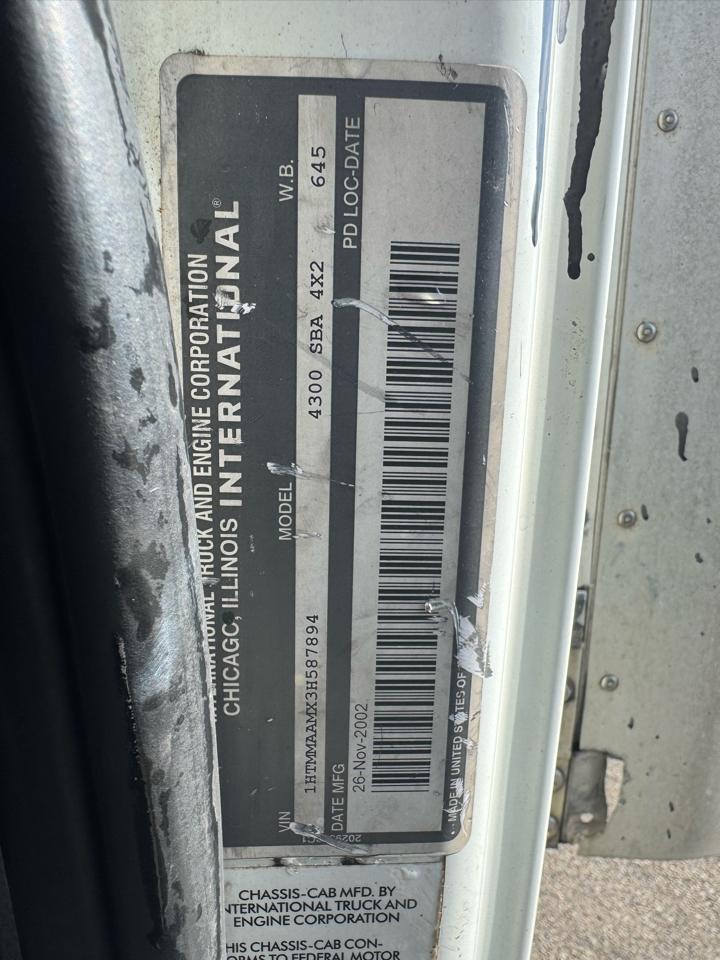 INTERNATIONAL TRUCK AND ENGINE CORPORATION
CHICAGO, ILLINOIS INTERNATIONAL®
VIN MODEL W.B.
1HTMMAAMX3H587894 4300 SBA 4X2 645
DATE MFG PD LOC-DATE
26-Nov-2002
MADE IN UNITED STATES OF
CHASSIS-CAB MFD. BY
INTERNATIONAL TRUCK AND
ENGINE CORPORATION
THIS CHASSIS-CAB CON-
FORMS TO FEDERAL MOTOR